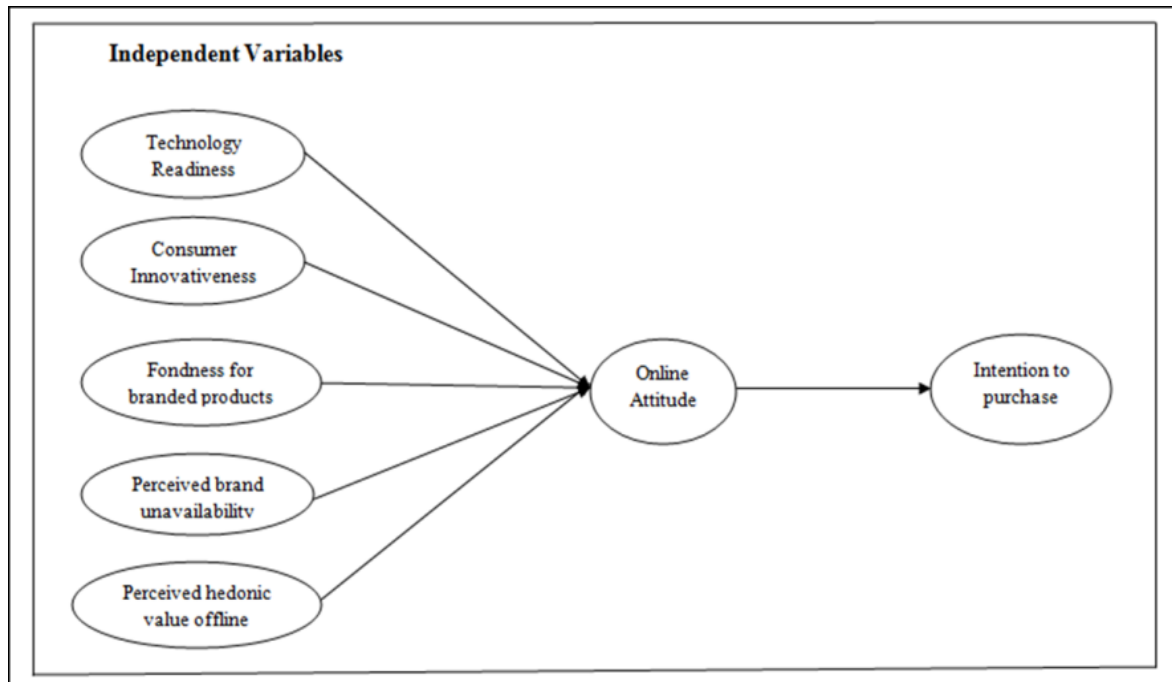 Independent Variables
Technology
Readiness
Consumer
Innovativeness
Fondness for
branded products
Perceived brand
unavailability
Perceived hedonic
value offline
Online
Attitude
Intention to
purchase